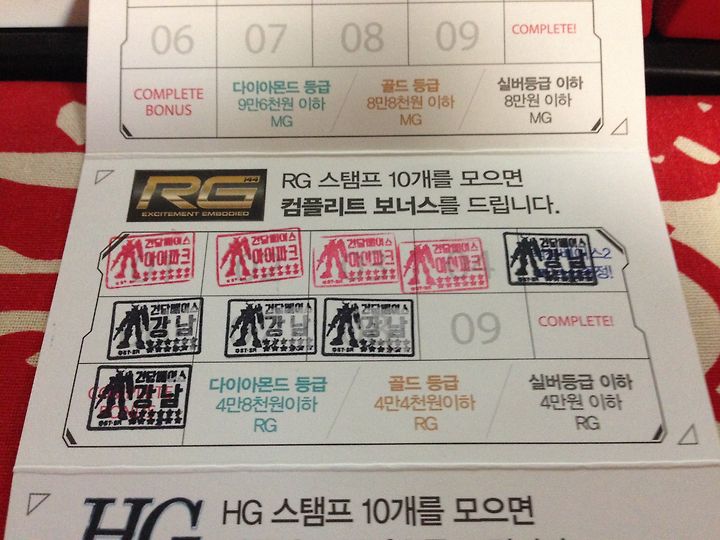 06 07 08 09 COMPLETE!
COMPLETE BONUS
다이아몬드 등급
9만6천원 이하
MG
골드 등급
8만8천원 이하
MG
실버등급 이하
8만원 이하
MG
RG 144
EXCITEMENT EMBODIED
RG 스탬프 10개를 모으면
컴플리트 보너스를 드립니다.
건담베이스
아이파크
건담베이스
아이파크
건담베이스
아이파크
건담베이스
아이파크
건담베이스
강남
건담베이스
강남
건담베이스
강남
건담베이스
강남
09
COMPLETE!
건담베이스
강남
다이아몬드 등급
4만8천원이하
RG
골드 등급
4만4천원이하
RG
실버등급 이하
4만원 이하
RG
HG
HG 스탬프 10개를 모으면